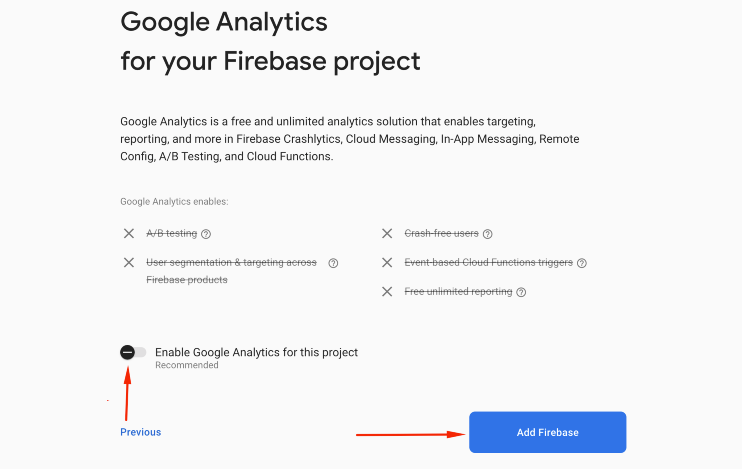 Google Analytics
for your Firebase project
Google Analytics is a free and unlimited analytics solution that enables targeting,
reporting, and more in Firebase Crashlytics, Cloud Messaging, In-App Messaging, Remote
Config, A/B Testing, and Cloud Functions.
Google Analytics enables:
A/B testing
User segmentation & targeting across
Firebase products
Crash-free users
Event-based Cloud Functions triggers
Free unlimited reporting
Enable Google Analytics for this project
Recommended
Previous
Add Firebase